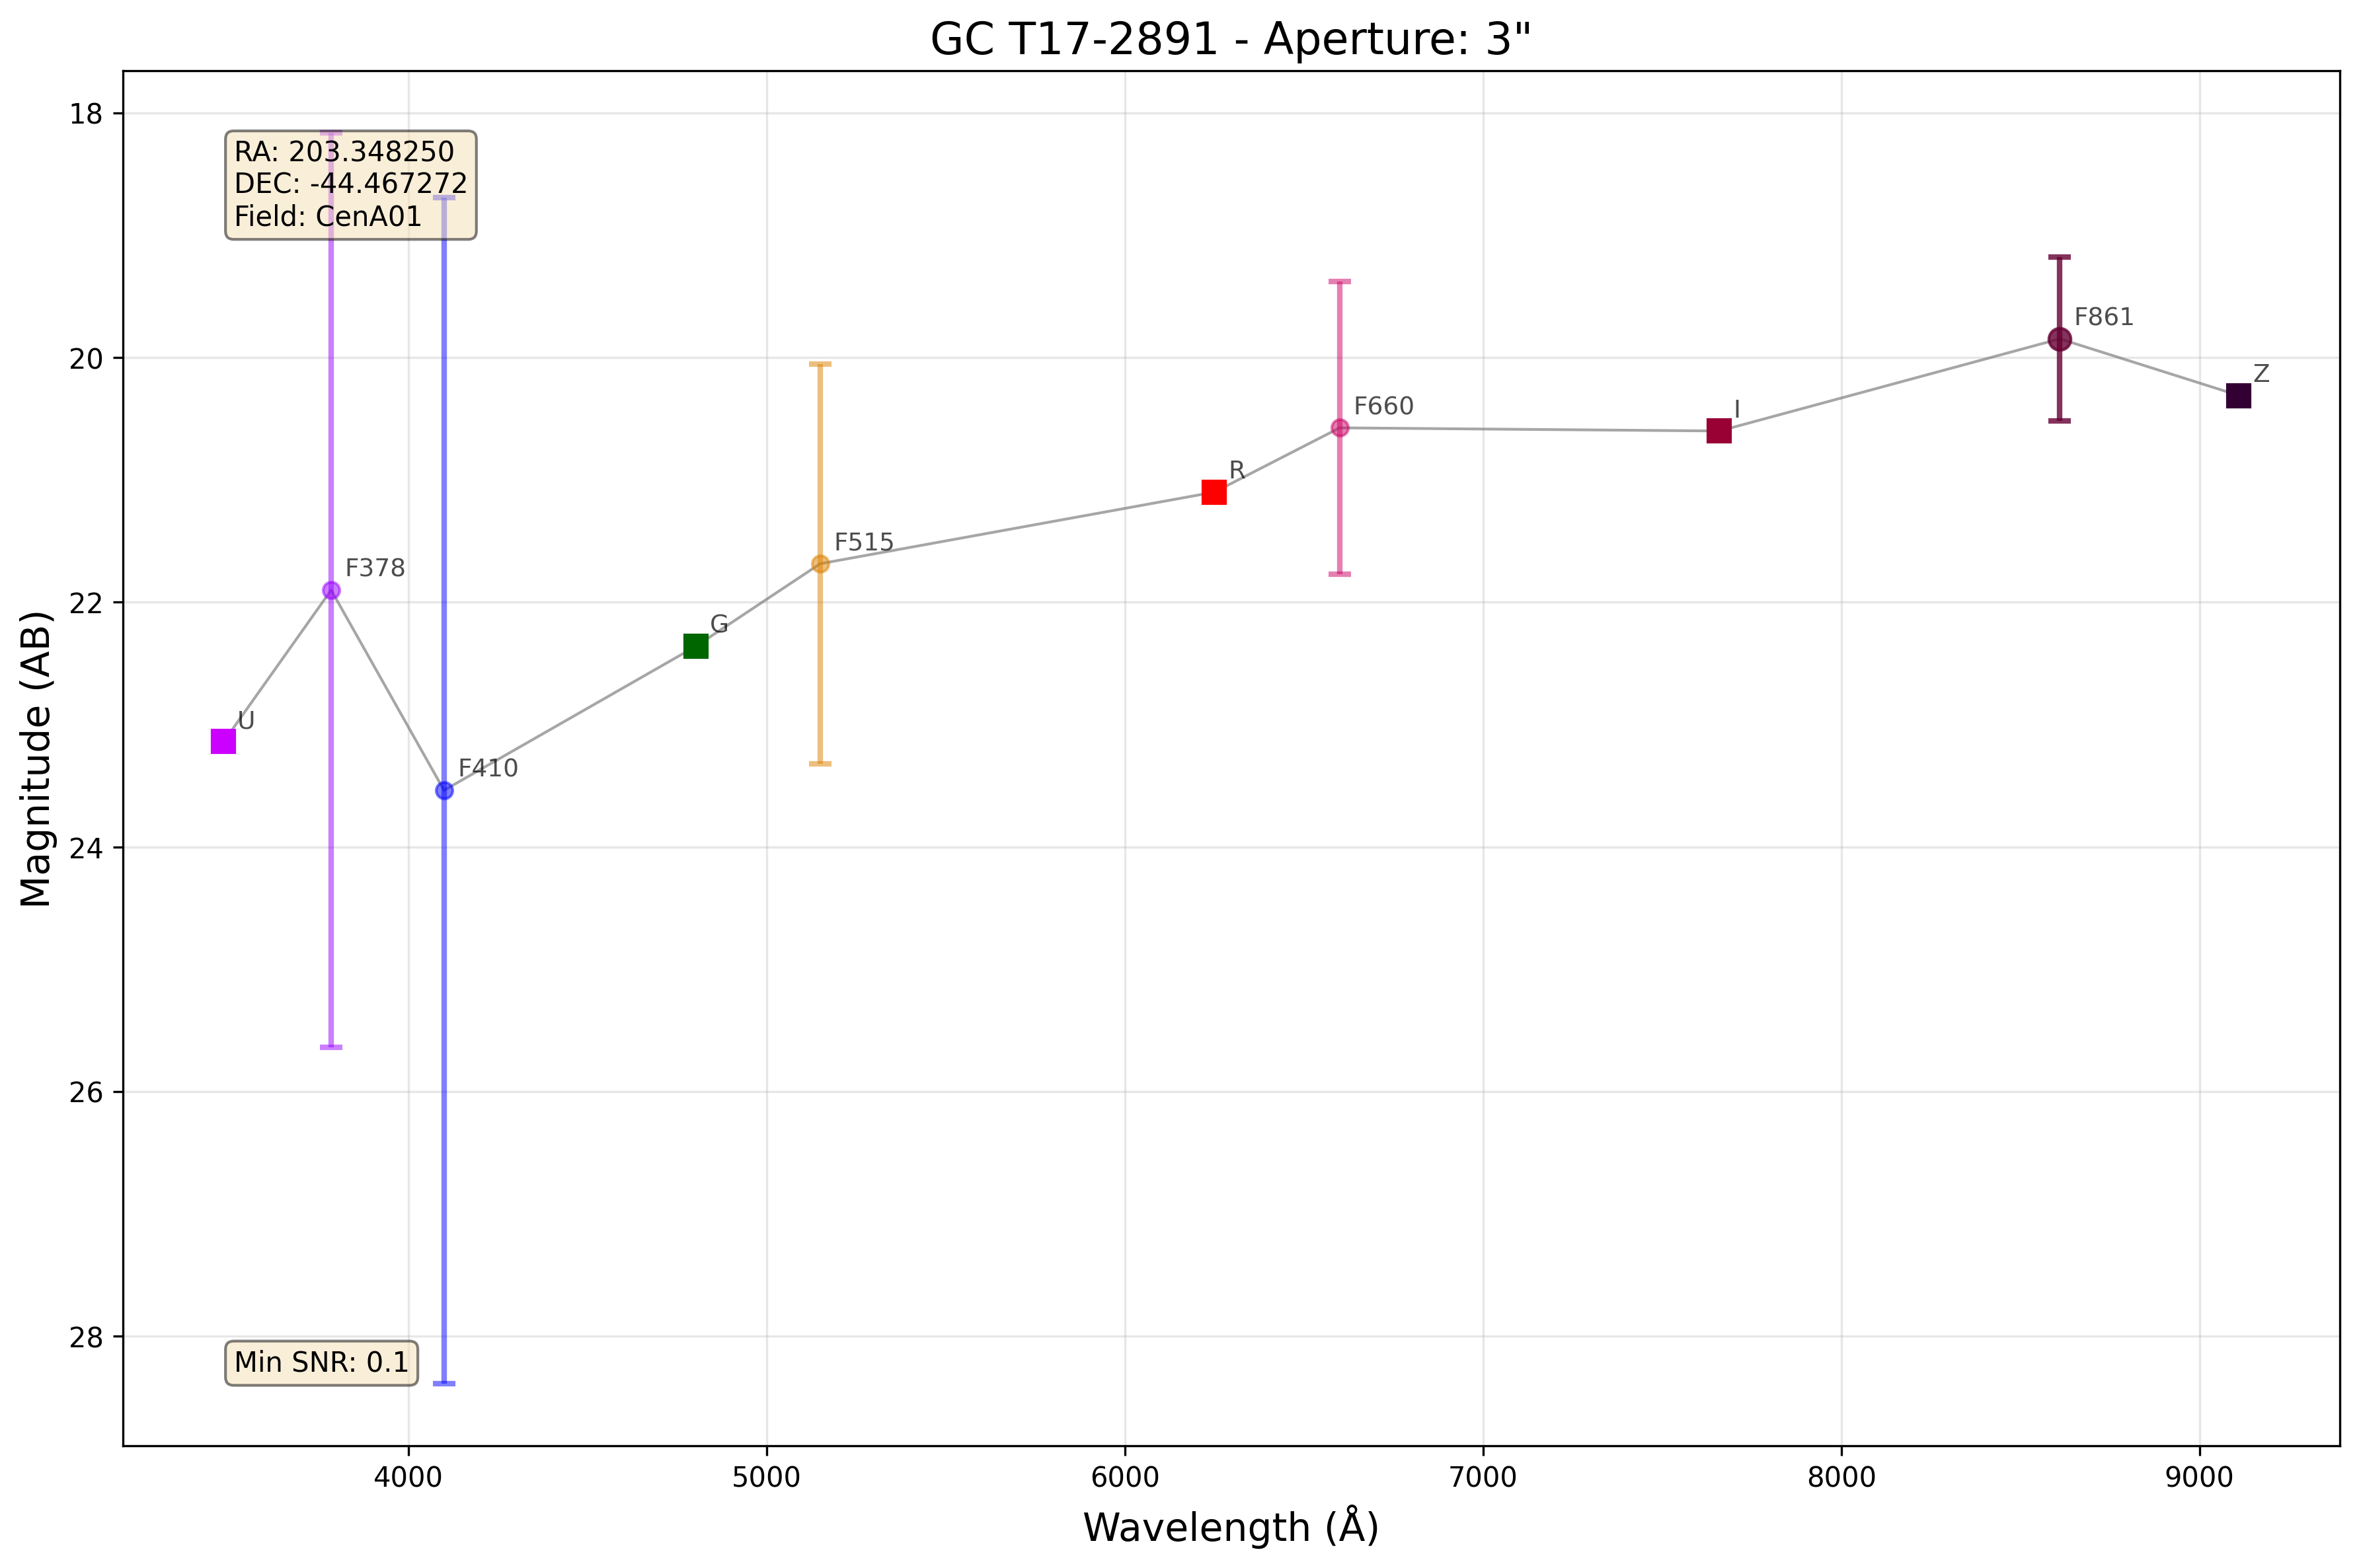 GC T17-2891 - Aperture: 3"
18
20
22
24
26
28
Magnitude (AB)
RA: 203.348250
DEC: -44.467272
Field: CenA01
U
F378
F410
G
F515
R
F660
I
F861
Z
Min SNR: 0.1
4000
5000
6000
7000
8000
9000
Wavelength (Å)